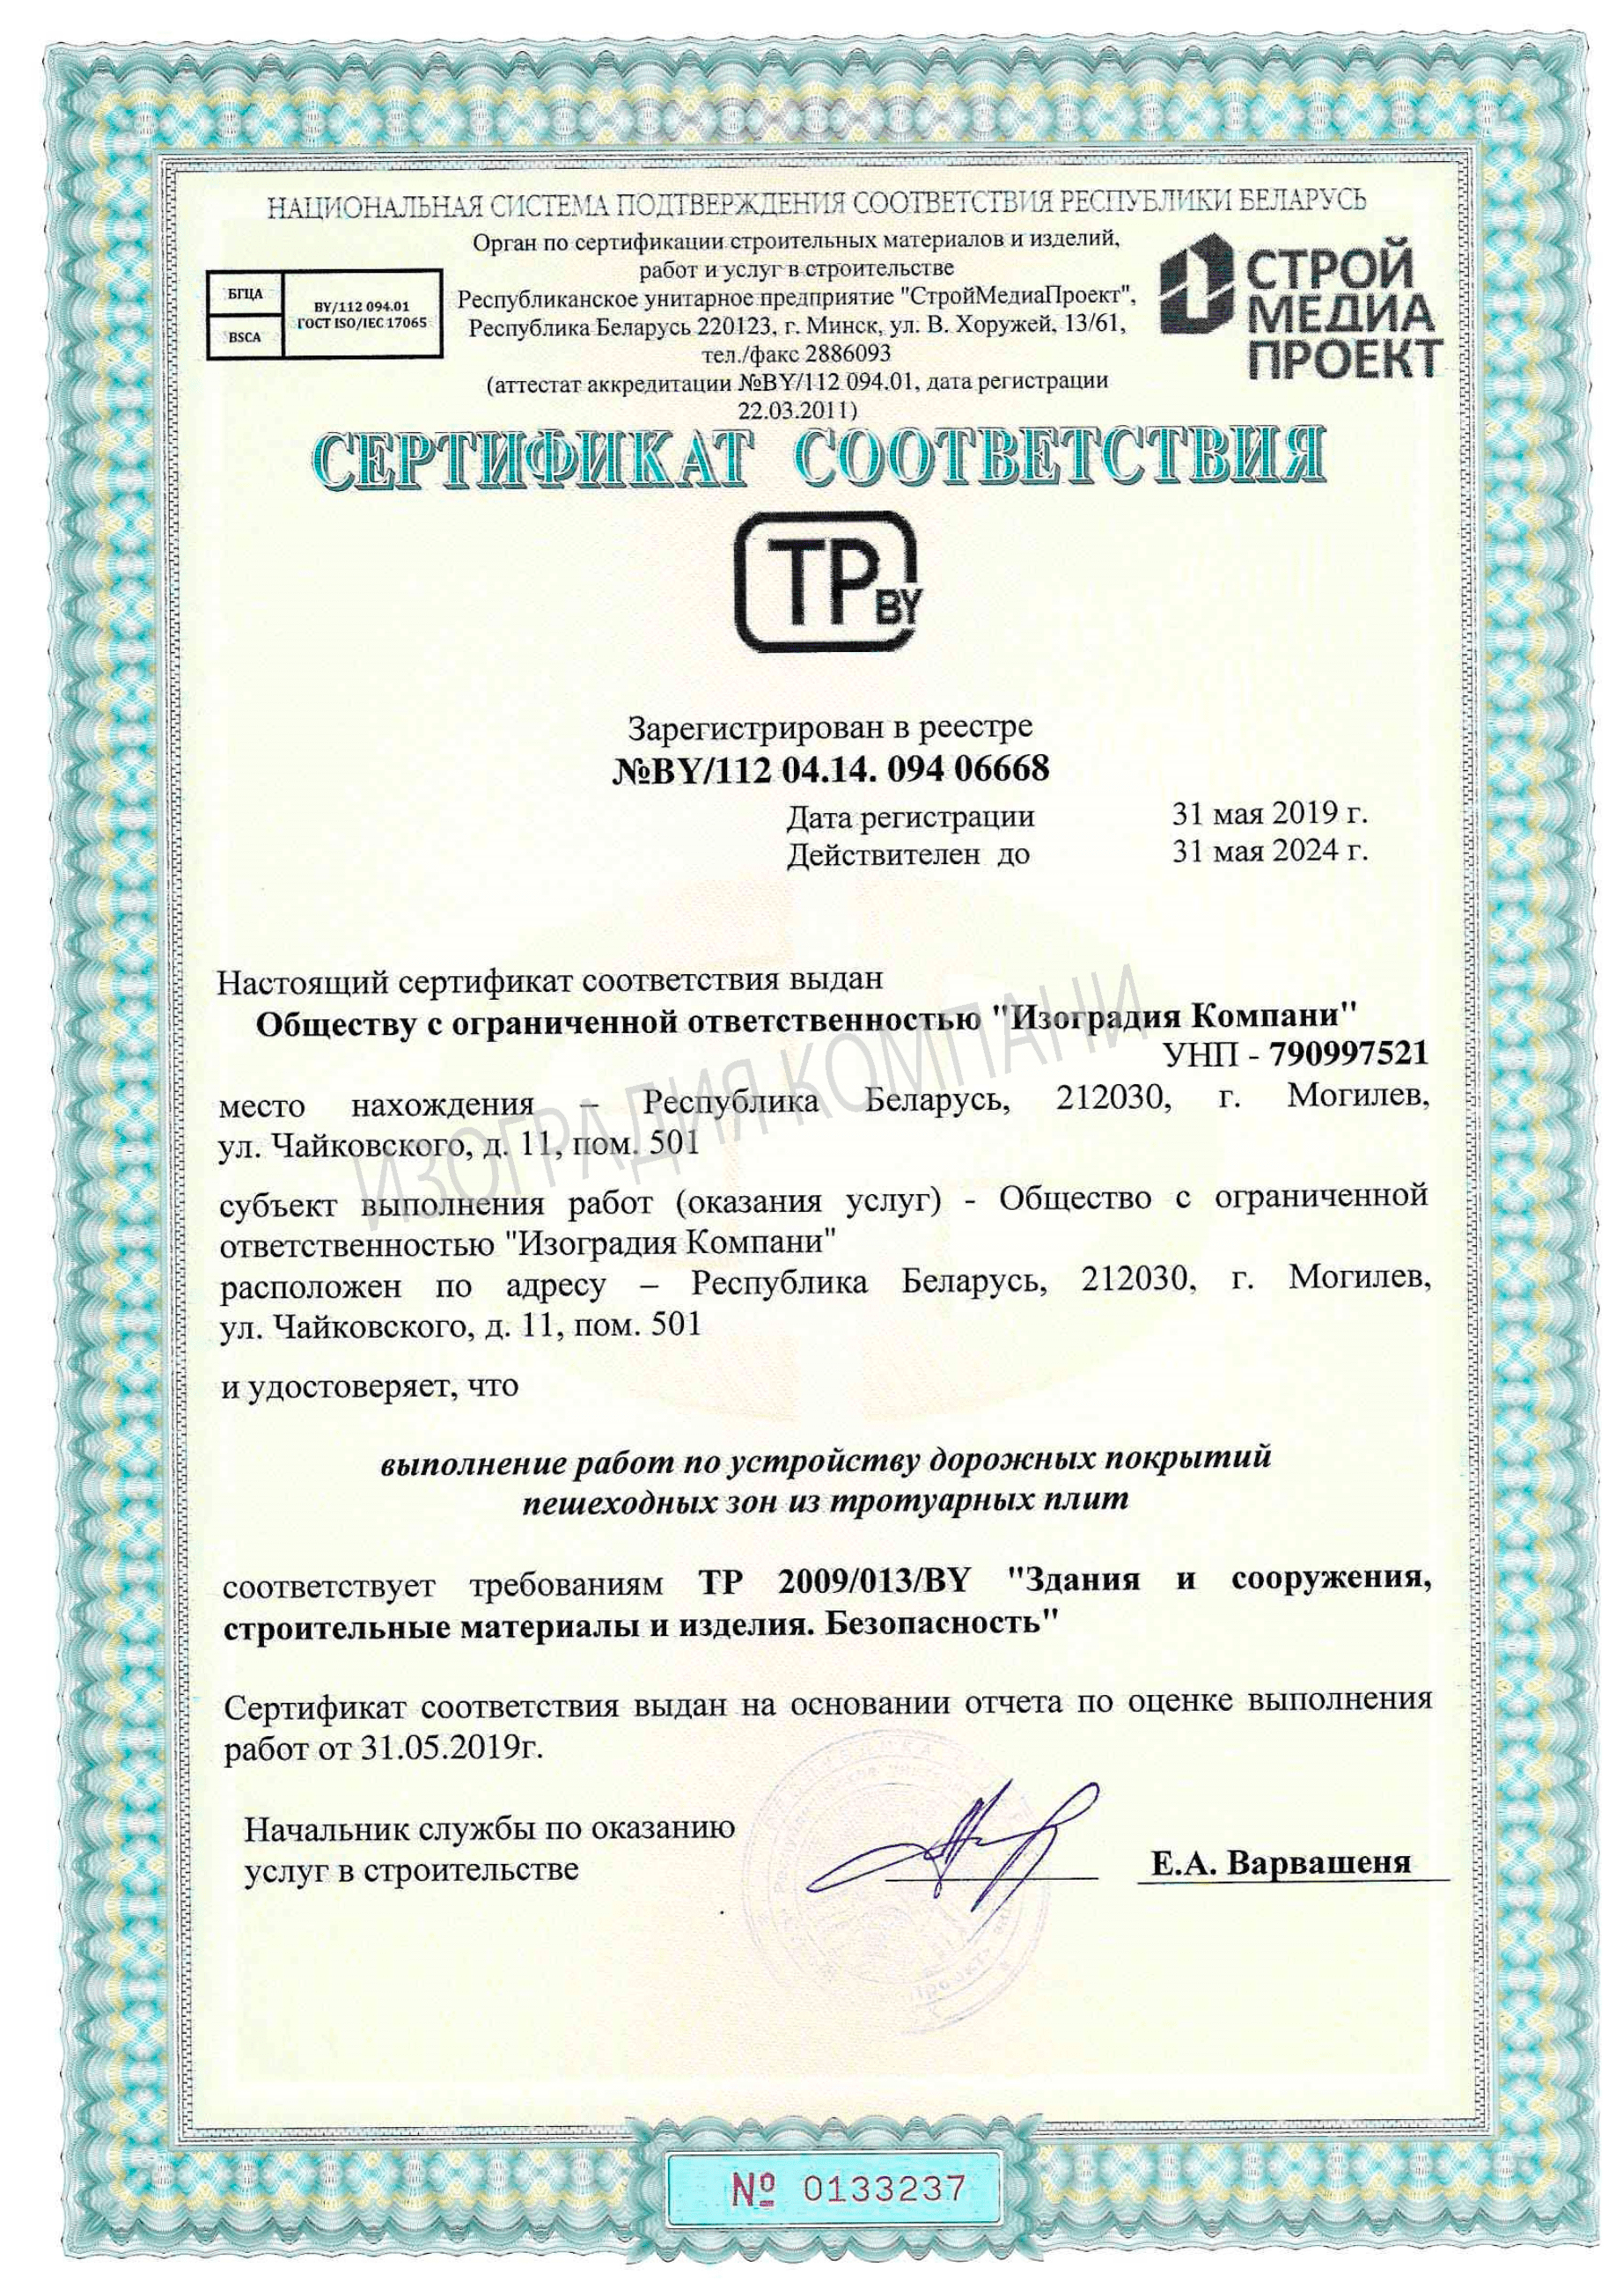 НАЦИОНАЛЬНАЯ СИСТЕМА ПОДТВЕРЖДЕНИЯ СООТВЕТСТВИЯ РЕСПУБЛИКИ БЕЛАРУСЬ
Орган по сертификации строительных материалов и изделий,
работ и услуг в строительстве
Республиканское унитарное предприятие "СтройМедиаПроект",
Республика Беларусь 220123, г. Минск, ул. В. Хоружей, 13/61,
тел./факс 2886093
(аттестат аккредитации №BY/112 094.01, дата регистрации
22.03.2011)
БГЦА
BSCA
BY/112 094.01
ГОСТ ISO/IEC 17065
СТРОЙ
МЕДИА
ПРОЕКТ
СЕРТИФИКАТ СООТВЕТСТВИЯ
ТР BY
Зарегистрирован в реестре
№BY/112 04.14. 094 06668
Дата регистрации 31 мая 2019 г.
Действителен до 31 мая 2024 г.
Настоящий сертификат соответствия выдан
Обществу с ограниченной ответственностью "Изоградия Компани"
УНП - 790997521
место нахождения – Республика Беларусь, 212030, г. Могилев,
ул. Чайковского, д. 11, пом. 501
ИЗОГРАДИЯ КОМПАНИ
субъект выполнения работ (оказания услуг) - Общество с ограниченной
ответственностью "Изоградия Компани"
расположен по адресу – Республика Беларусь, 212030, г. Могилев,
ул. Чайковского, д. 11, пом. 501
и удостоверяет, что
выполнение работ по устройству дорожных покрытий
пешеходных зон из тротуарных плит
соответствует требованиям ТР 2009/013/BY "Здания и сооружения,
строительные материалы и изделия. Безопасность"
Сертификат соответствия выдан на основании отчета по оценке выполнения
работ от 31.05.2019г.
Начальник службы по оказанию
услуг в строительстве
Е.А. Варвашеня
№ 0133237